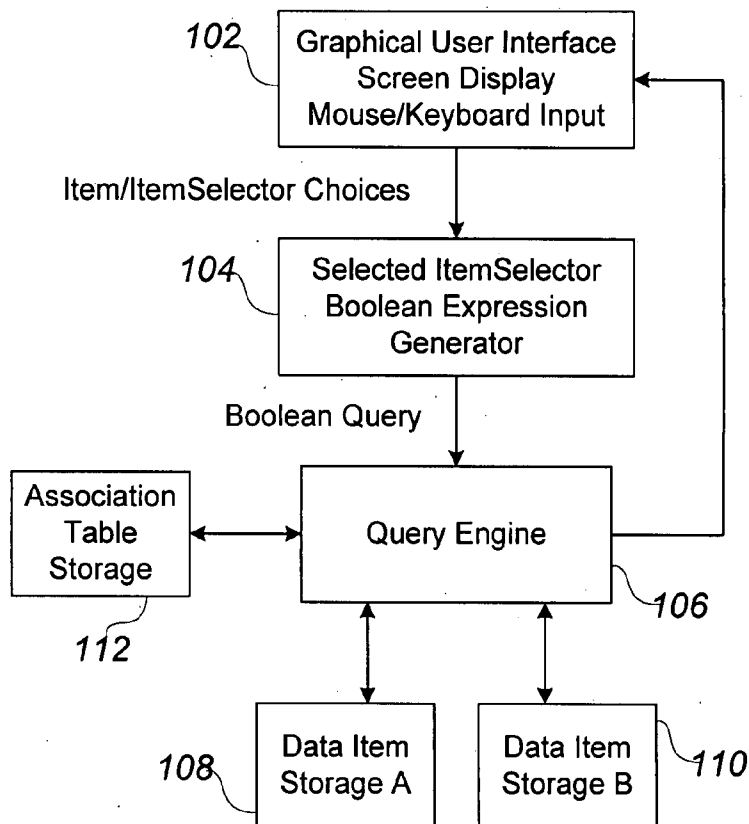 102
Graphical User Interface
Screen Display
Mouse/Keyboard Input
Item/ItemSelector Choices
104
Selected ItemSelector
Boolean Expression
Generator
Boolean Query
Association
Table
Storage
112
Query Engine
106
108
Data Item
Storage A
Data Item
Storage B
110